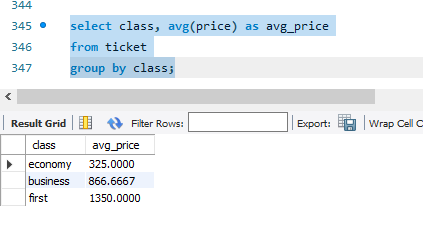 344
345 select class, avg(price) as avg_price
346 from ticket
347 group by class;
Result Grid Filter Rows: Export: Wrap Cell C
class avg_price
economy 325.0000
business 866.6667
first 1350.0000